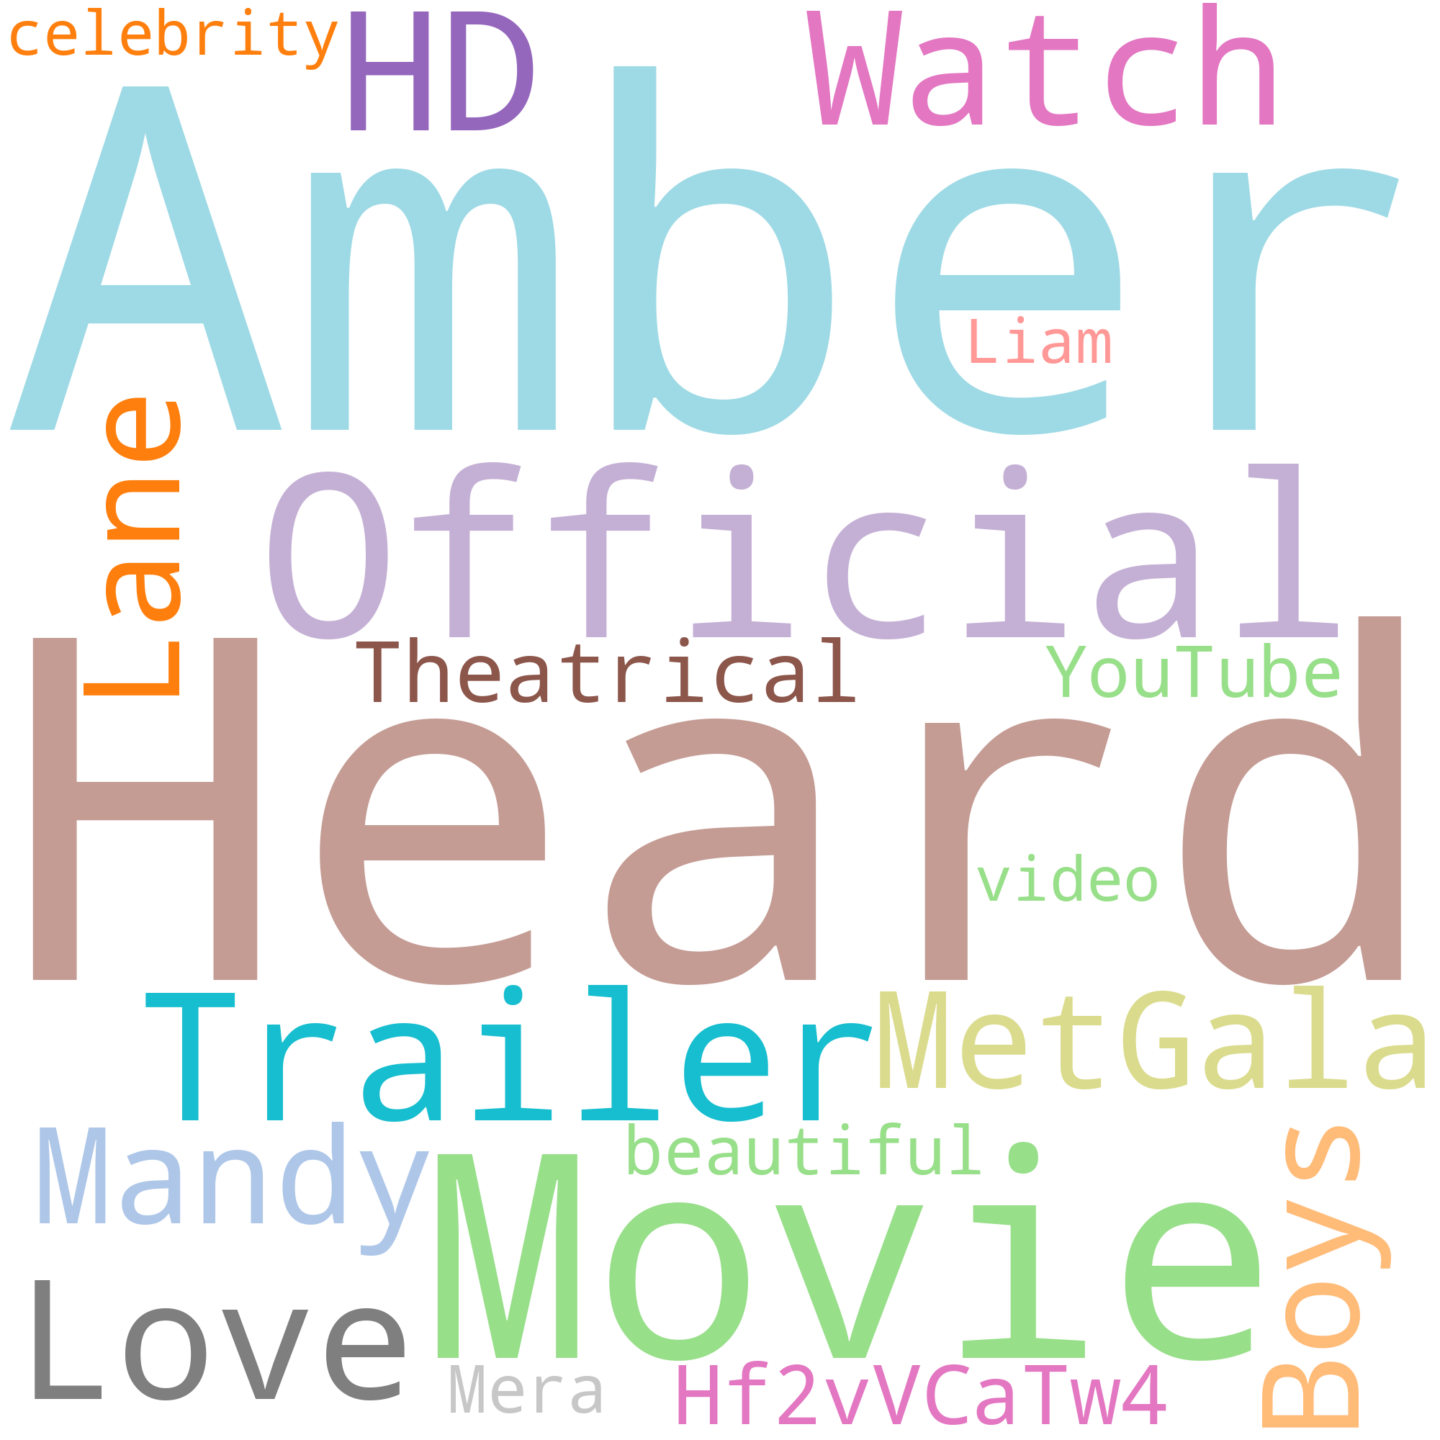 celebrity
HD
Watch
Amber
Liam
Lane
Official
Theatrical
YouTube
Heard
video
Trailer
MetGala
Mandy
beautiful
Boys
Movie
Love
Mera
Hf2vVCaTw4